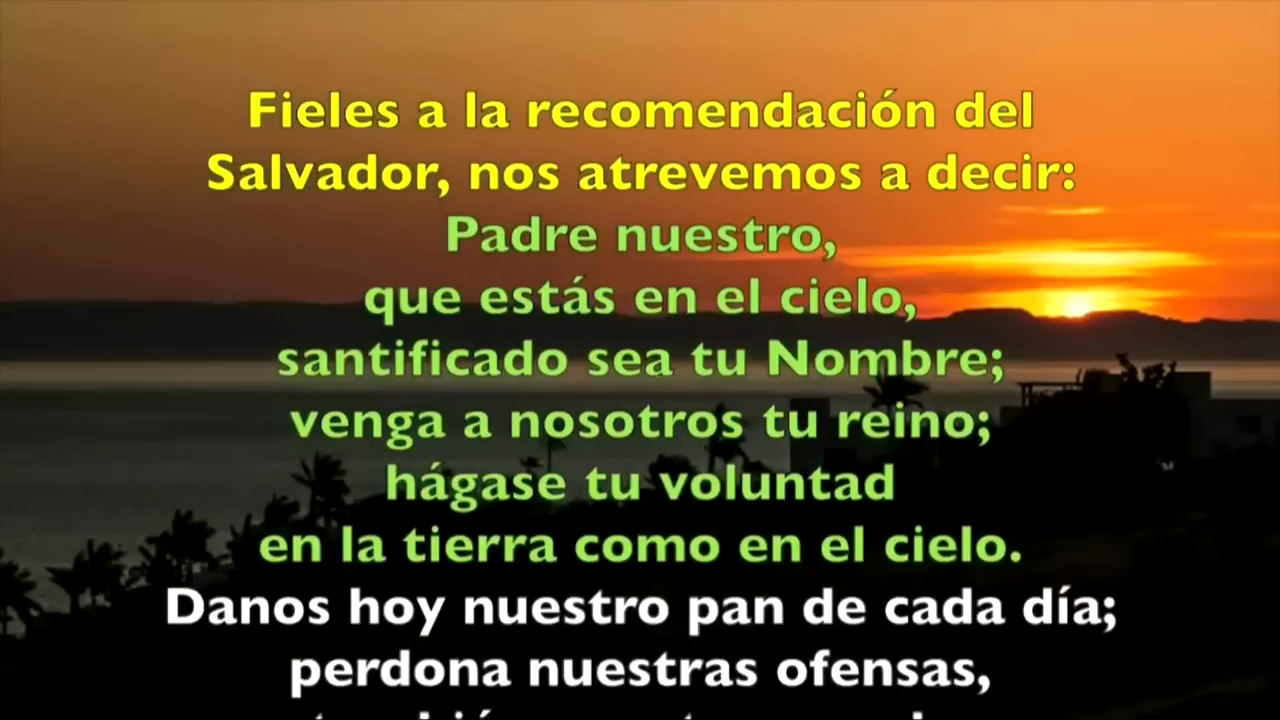 Fieles a la recomendación del
Salvador, nos atrevemos a decir:
Padre nuestro,
que estás en el cielo,
santificado sea tu Nombre;
venga a nosotros tu reino;
hágase tu voluntad
en la tierra como en el cielo.
Danos hoy nuestro pan de cada día;
perdona nuestras ofensas,